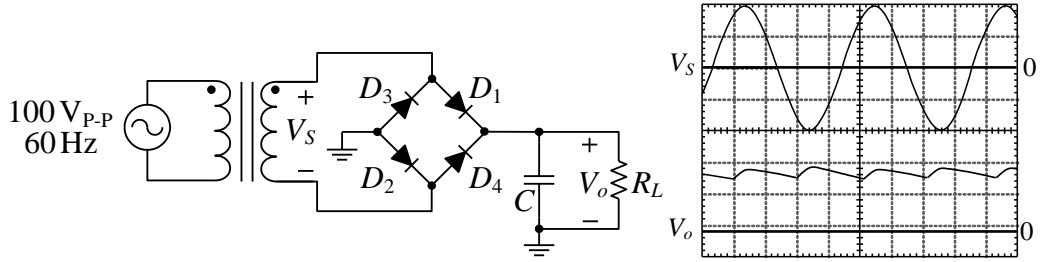 100 V_P-P
60 Hz
+
V_S
−
D_3
D_1
D_2
D_4
C
+
V_o
−
R_L
V_S
0
V_o
0